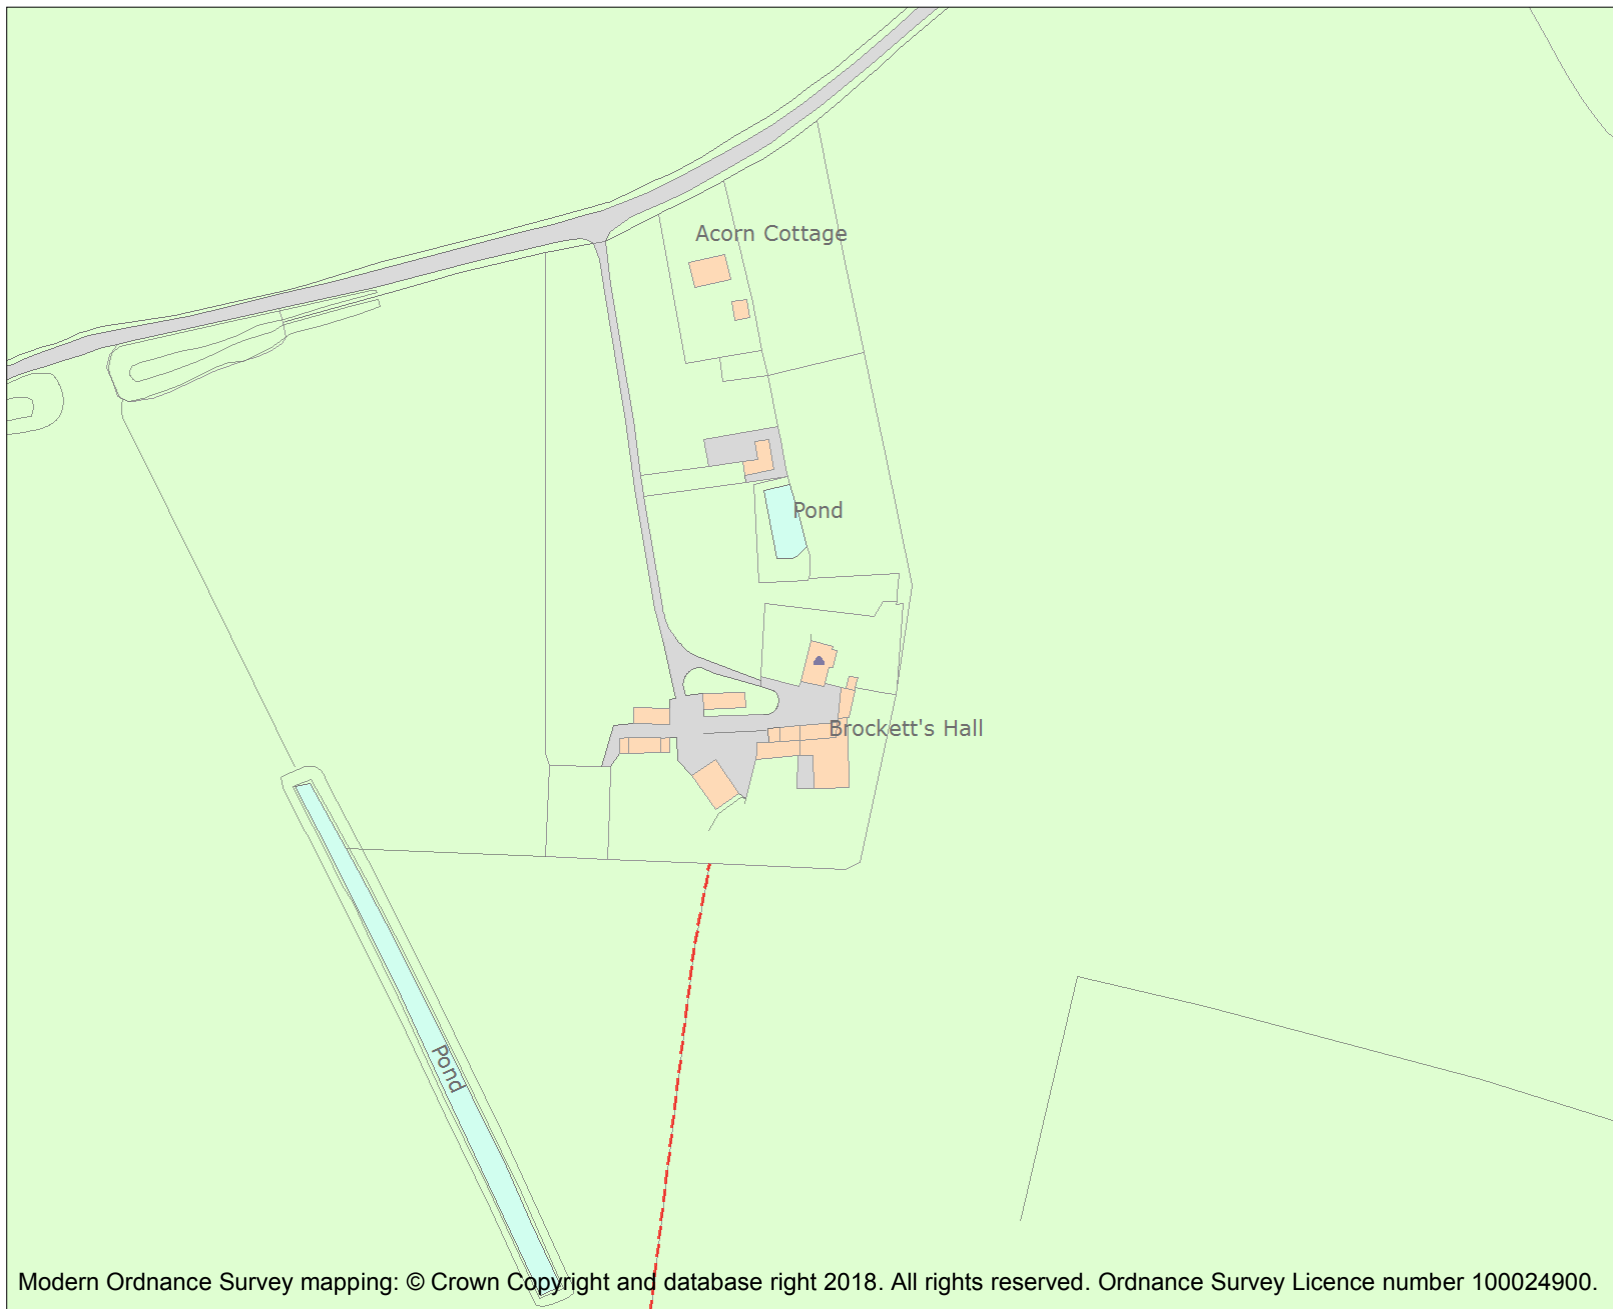 Acorn Cottage
Pond
Brockett's Hall
Pond
Modern Ordnance Survey mapping: © Crown Copyright and database right 2018. All rights reserved. Ordnance Survey Licence number 100024900.